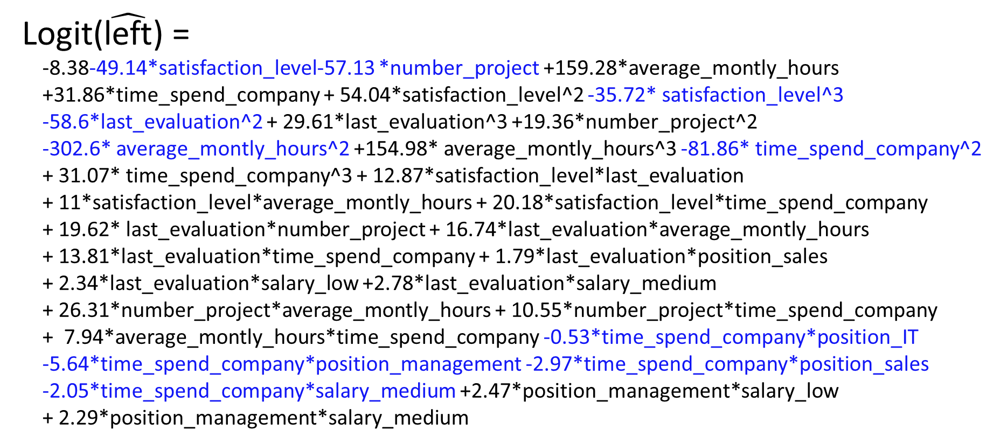 Logit(left̂) =
-8.38-49.14*satisfaction_level-57.13 *number_project +159.28*average_montly_hours
+31.86*time_spend_company + 54.04*satisfaction_level^2 -35.72* satisfaction_level^3
-58.6*last_evaluation^2 + 29.61*last_evaluation^3 +19.36*number_project^2
-302.6* average_montly_hours^2 +154.98* average_montly_hours^3 -81.86* time_spend_company^2
+ 31.07* time_spend_company^3 + 12.87*satisfaction_level*last_evaluation
+ 11*satisfaction_level*average_montly_hours + 20.18*satisfaction_level*time_spend_company
+ 19.62* last_evaluation*number_project + 16.74*last_evaluation*average_montly_hours
+ 13.81*last_evaluation*time_spend_company + 1.79*last_evaluation*position_sales
+ 2.34*last_evaluation*salary_low +2.78*last_evaluation*salary_medium
+ 26.31*number_project*average_montly_hours + 10.55*number_project*time_spend_company
+  7.94*average_montly_hours*time_spend_company -0.53*time_spend_company*position_IT
-5.64*time_spend_company*position_management -2.97*time_spend_company*position_sales
-2.05*time_spend_company*salary_medium +2.47*position_management*salary_low
+ 2.29*position_management*salary_medium